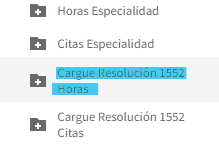 Horas Especialidad
Citas Especialidad
Cargue Resolución 1552
Horas
Cargue Resolución 1552
Citas